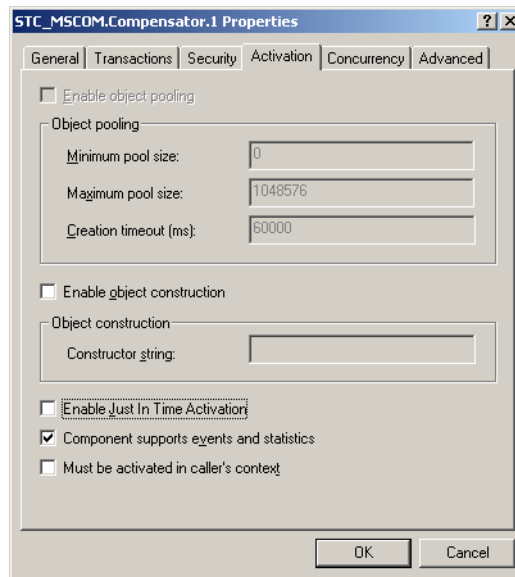 STC_MSCOM.Compensator.1 Properties
General Transactions Security Activation Concurrency Advanced
Enable object pooling
Object pooling
Minimum pool size: 0
Maximum pool size: 1048576
Creation timeout (ms): 60000
Enable object construction
Object construction
Constructor string:
Enable Just In Time Activation
Component supports events and statistics
Must be activated in caller's context
OK Cancel